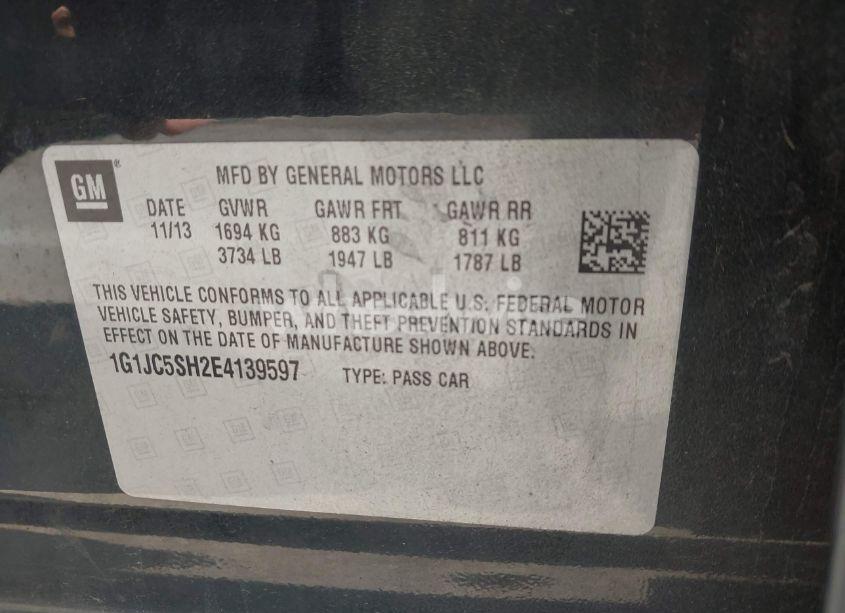 GM ®
MFD BY GENERAL MOTORS LLC
DATE GVWR GAWR FRT GAWR RR
11/13 1694 KG 883 KG 811 KG
3734 LB 1947 LB 1787 LB
THIS VEHICLE CONFORMS TO ALL APPLICABLE U.S. FEDERAL MOTOR
VEHICLE SAFETY, BUMPER, AND THEFT PREVENTION STANDARDS IN
EFFECT ON THE DATE OF MANUFACTURE SHOWN ABOVE.
1G1JC5SH2E4139597 TYPE: PASS CAR